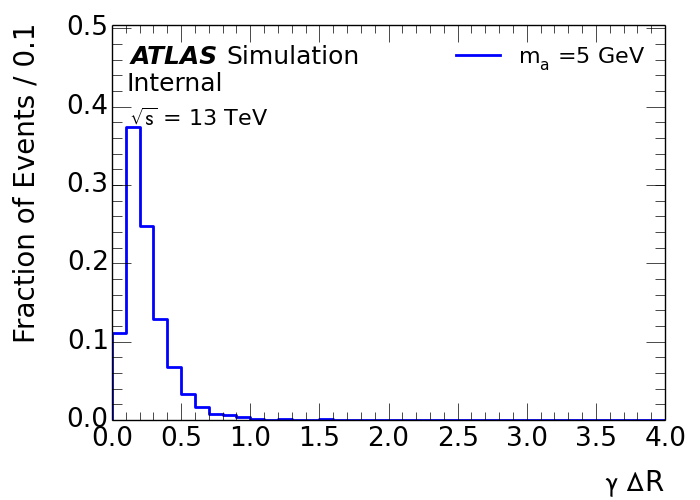 Fraction of Events / 0.1
0.5
0.4
0.3
0.2
0.1
0.0
ATLAS Simulation
Internal
√s = 13 TeV
mₐ =5 GeV
0.0 0.5 1.0 1.5 2.0 2.5 3.0 3.5 4.0
γ ΔR